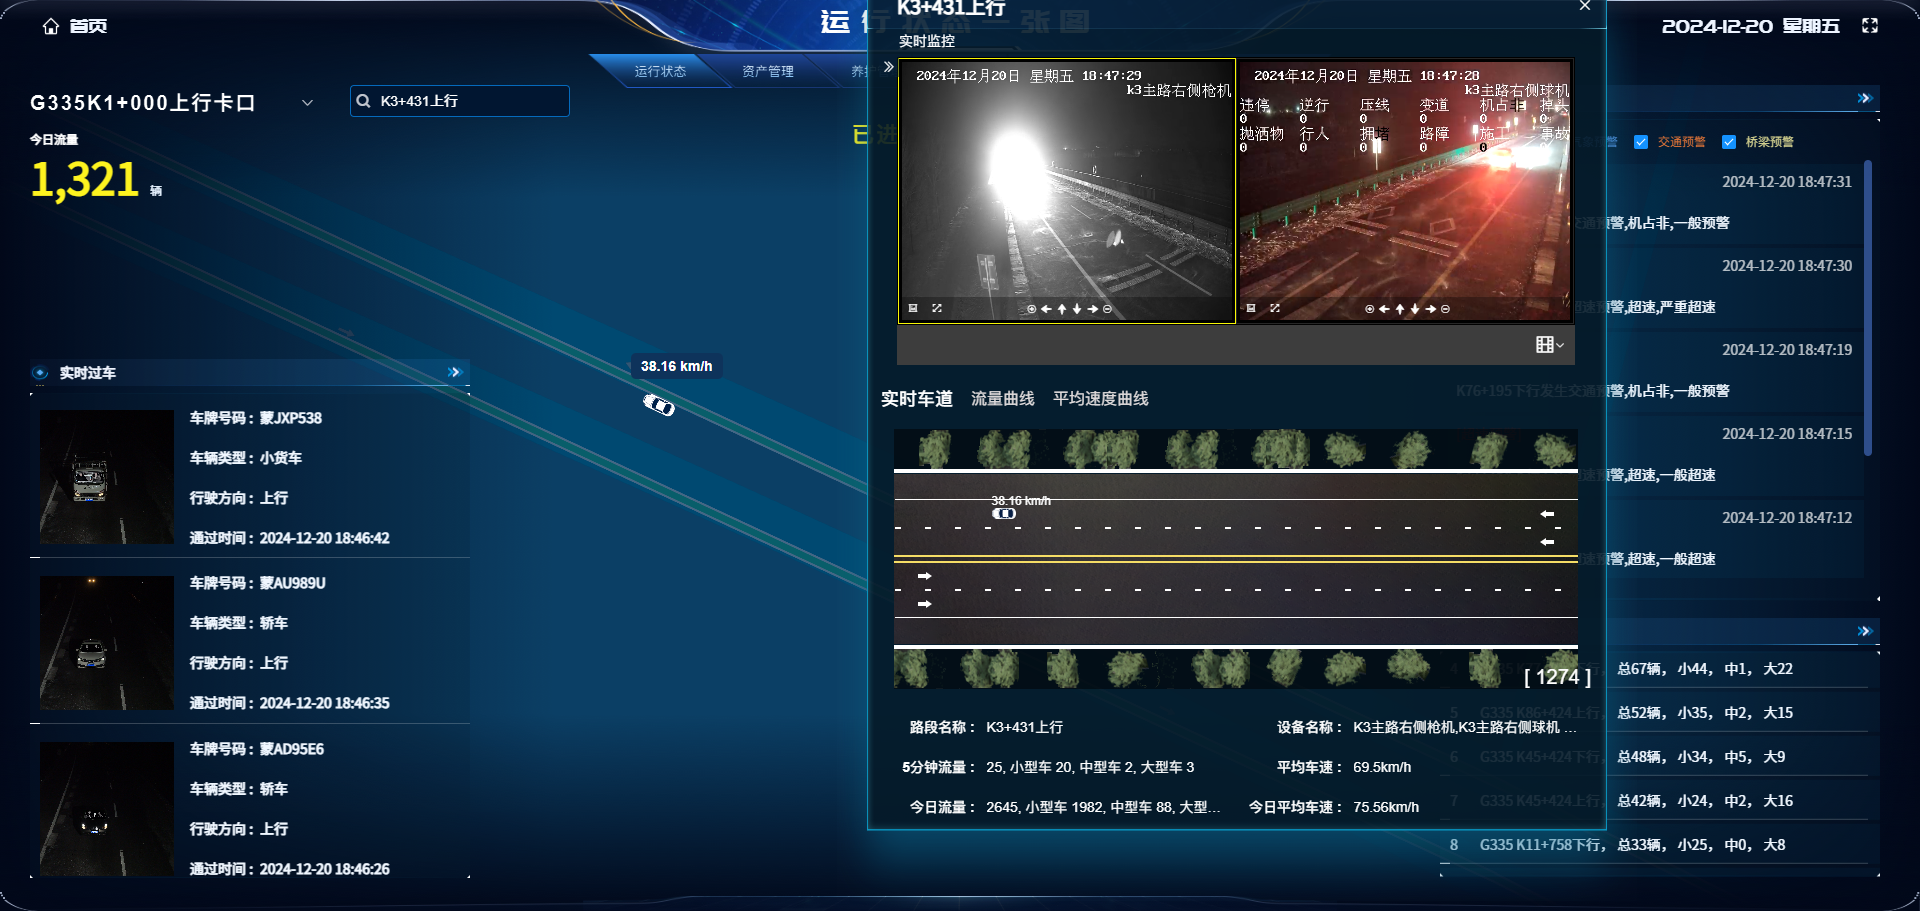 首页
运行状态一张图
2024-12-20 星期五
运行状态
资产管理
养护
G335K1+000上行卡口
K3+431上行
今日流量
1,321 辆
已进
38.16 km/h
实时过车
车牌号码：蒙JXP538
车辆类型：小货车
行驶方向：上行
通过时间：2024-12-20 18:46:42
车牌号码：蒙AU989U
车辆类型：轿车
行驶方向：上行
通过时间：2024-12-20 18:46:35
车牌号码：蒙AD95E6
车辆类型：轿车
行驶方向：上行
通过时间：2024-12-20 18:46:26
K3+431上行
实时监控
2024年12月20日 星期五 18:47:29
k3主路右侧枪机
2024年12月20日 星期五 18:47:28
k3主路右侧球机
违停 逆行 压线 变道 机占非 掉头
0 0 0 0 0 0
抛洒物 行人 拥堵 路障 施工 事故
0 0 0 0 0 0
实时车道 流量曲线 平均速度曲线
38.16 km/h
[ 1274 ]
路段名称： K3+431上行
设备名称： K3主路右侧枪机,K3主路右侧球机 ...
5分钟流量： 25, 小型车 20, 中型车 2, 大型车 3
平均车速： 69.5km/h
今日流量： 2645, 小型车 1982, 中型车 88, 大型...
今日平均车速： 75.56km/h
警 交通预警 桥梁预警
2024-12-20 18:47:31
交通预警,机占非,一般预警
2024-12-20 18:47:30
超速预警,超速,严重超速
2024-12-20 18:47:19
K76+195下行发生交通预警,机占非,一般预警
2024-12-20 18:47:15
超速预警,超速,一般超速
2024-12-20 18:47:12
超速预警,超速,一般超速
4 总67辆， 小44， 中1， 大22
5 G335 K86+424上行， 总52辆， 小35， 中2， 大15
6 G335 K45+424下行， 总48辆， 小34， 中5， 大9
7 G335 K45+424上行， 总42辆， 小24， 中2， 大16
8 G335 K11+758下行， 总33辆， 小25， 中0， 大8